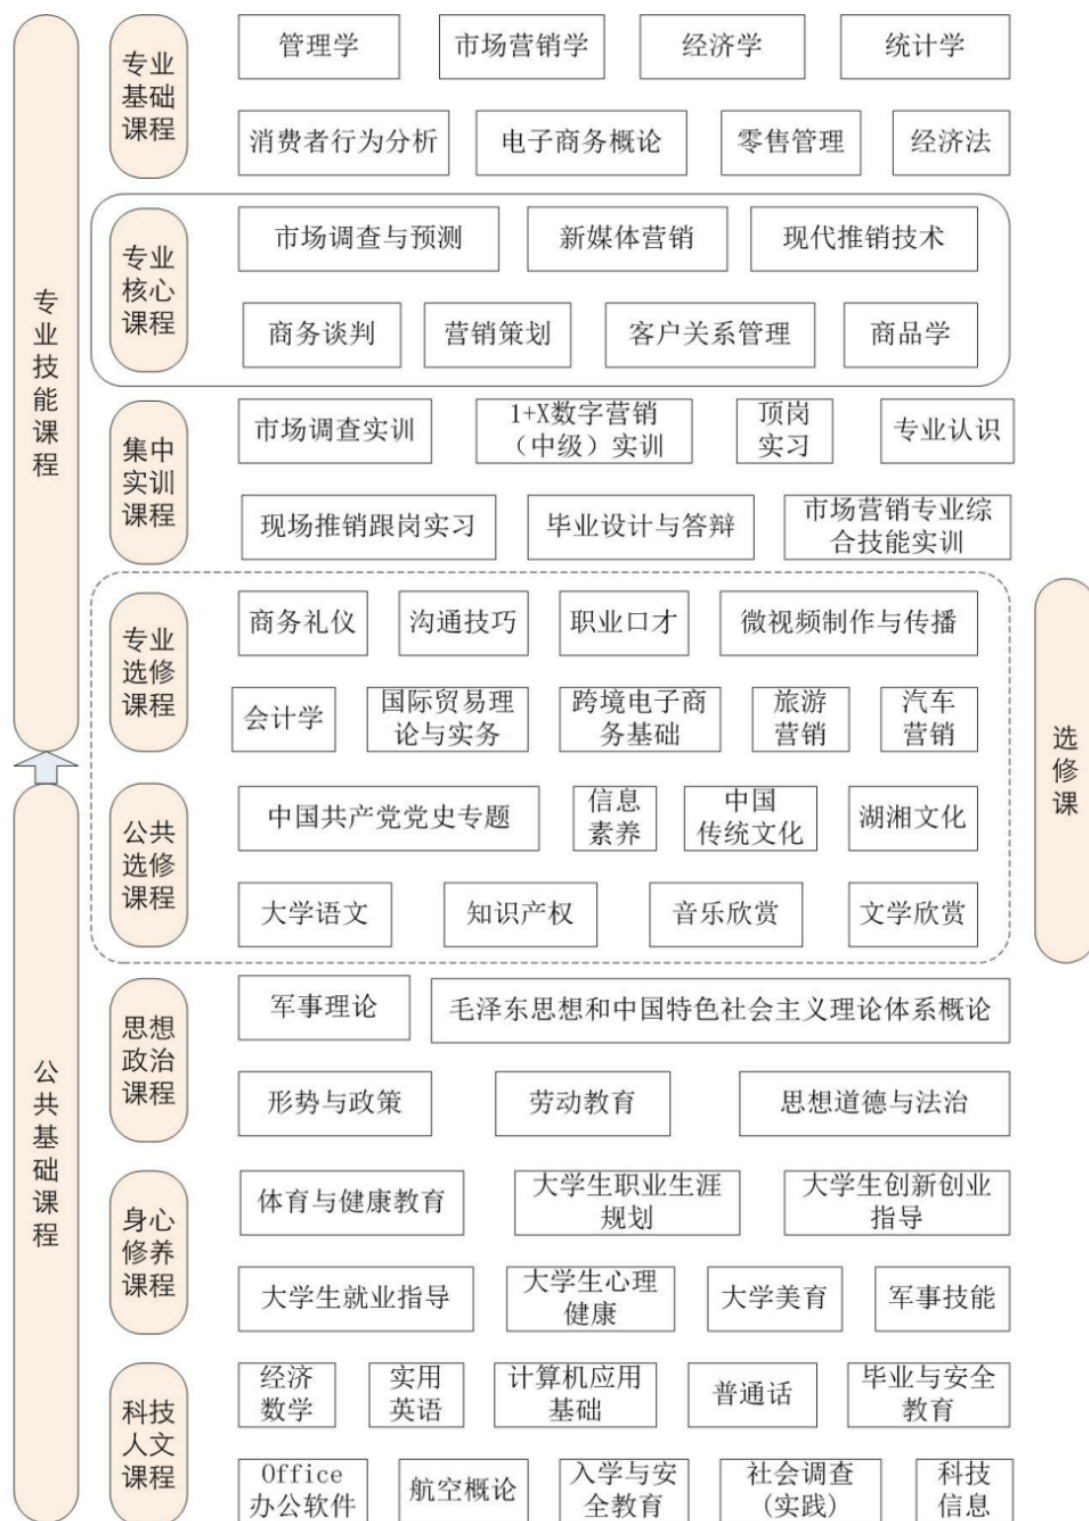 专业技能课程
专业
基础
课程
管理学
市场营销学
经济学
统计学
消费者行为分析
电子商务概论
零售管理
经济法
专业
核心
课程
市场调查与预测
新媒体营销
现代推销技术
商务谈判
营销策划
客户关系管理
商品学
集中
实训
课程
市场调查实训
1+X数字营销
（中级）实训
顶岗
实习
专业认识
现场推销跟岗实习
毕业设计与答辩
市场营销专业综
合技能实训
专业
选修
课程
商务礼仪
沟通技巧
职业口才
微视频制作与传播
会计学
国际贸易理
论与实务
跨境电子商
务基础
旅游
营销
汽车
营销
选修课
公共
选修
课程
中国共产党党史专题
信息
素养
中国
传统文化
湖湘文化
大学语文
知识产权
音乐欣赏
文学欣赏
公共基础课程
思想
政治
课程
军事理论
毛泽东思想和中国特色社会主义理论体系概论
形势与政策
劳动教育
思想道德与法治
身心
修养
课程
体育与健康教育
大学生职业生涯
规划
大学生创新创业
指导
大学生就业指导
大学生心理
健康
大学美育
军事技能
科技
人文
课程
经济
数学
实用
英语
计算机应用
基础
普通话
毕业与安全
教育
Office
办公软件
航空概论
入学与安
全教育
社会调查
(实践)
科技
信息